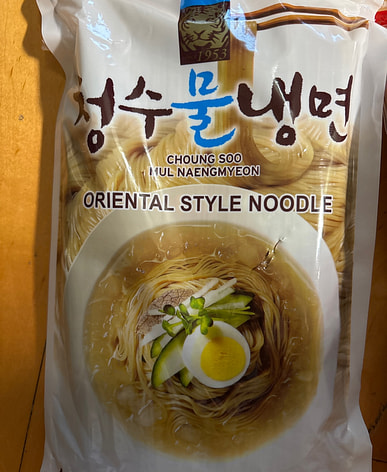 1953
청수물냉면
CHOUNG SOO
MUL NAENGMYEON
ORIENTAL STYLE NOODLE